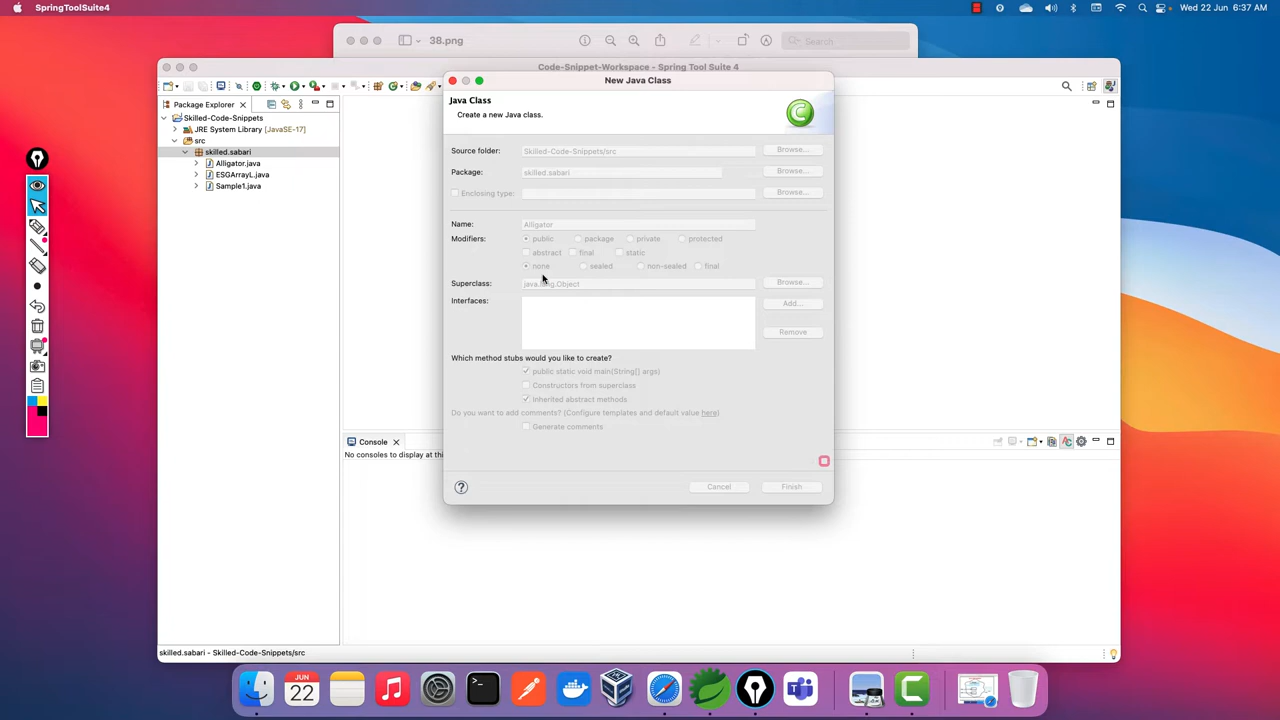 SpringToolSuite4
Wed 22 Jun 6:37 AM
38.png
Search
Code-Snippet-Workspace - Spring Tool Suite 4
Package Explorer
Skilled-Code-Snippets
JRE System Library [JavaSE-17]
src
skilled.sabari
Alligator.java
ESGArrayL.java
Sample1.java
New Java Class
Java Class
Create a new Java class.
Source folder: Skilled-Code-Snippets/src Browse...
Package: skilled.sabari Browse...
Enclosing type: Browse...
Name: Alligator
Modifiers: public package private protected
abstract final static
none sealed non-sealed final
Superclass: java.lang.Object Browse...
Interfaces: Add...
Remove
Which method stubs would you like to create?
public static void main(String[] args)
Constructors from superclass
Inherited abstract methods
Do you want to add comments? (Configure templates and default value here)
Generate comments
Cancel Finish
Console
No consoles to display at thi
skilled.sabari - Skilled-Code-Snippets/src
JUN
22